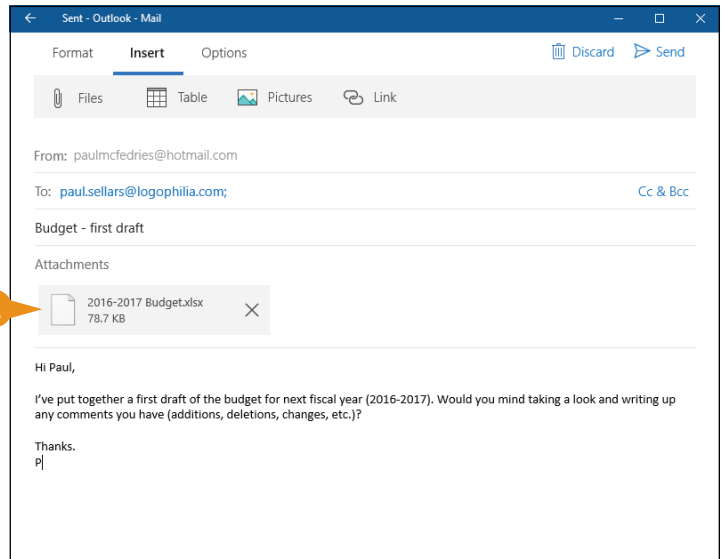 Sent - Outlook - Mail
Format Insert Options Discard Send
Files Table Pictures Link
From: paulmcfedries@hotmail.com
To: paul.sellars@logophilia.com; Cc & Bcc
Budget - first draft
Attachments
2016-2017 Budget.xlsx
78.7 KB
Hi Paul,
I've put together a first draft of the budget for next fiscal year (2016-2017). Would you mind taking a look and writing up
any comments you have (additions, deletions, changes, etc.)?
Thanks.
P